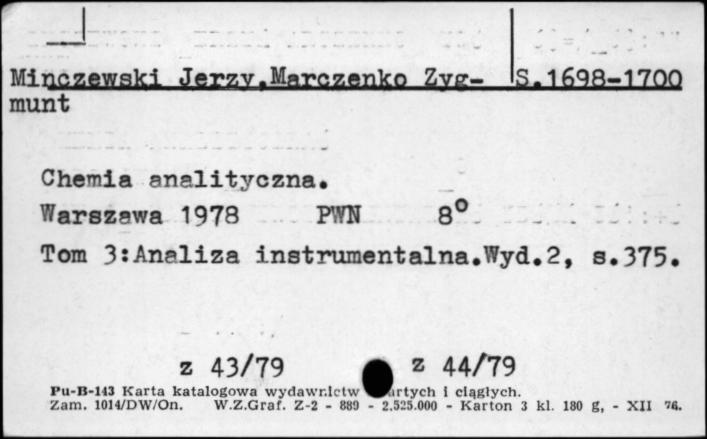 Minczewski Jerzy,Marczenko Zyg- S.1698-1700
munt
Chemia analityczna.
Warszawa 1978 PWN 8°
Tom 3:Analiza instrumentalna.Wyd.2, s.375.
z 43/79 z 44/79
Pu-B-143 Karta katalogowa wydawnictw artych i ciągłych.
Zam. 1014/DW/On. W.Z.Graf. Z-2 - 889 - 2.525.000 - Karton 3 kl. 180 g, - XII 76.